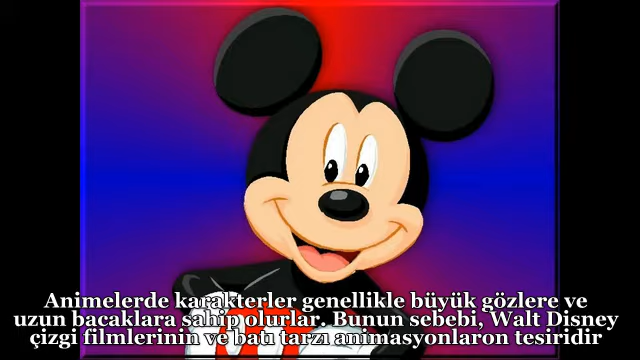 Animelerde karakterler genellikle büyük gözlere ve
uzun bacaklara sahip olurlar. Bunun sebebi, Walt Disney
çizgi filmlerinin ve batı tarzı animasyonlaron tesiridir